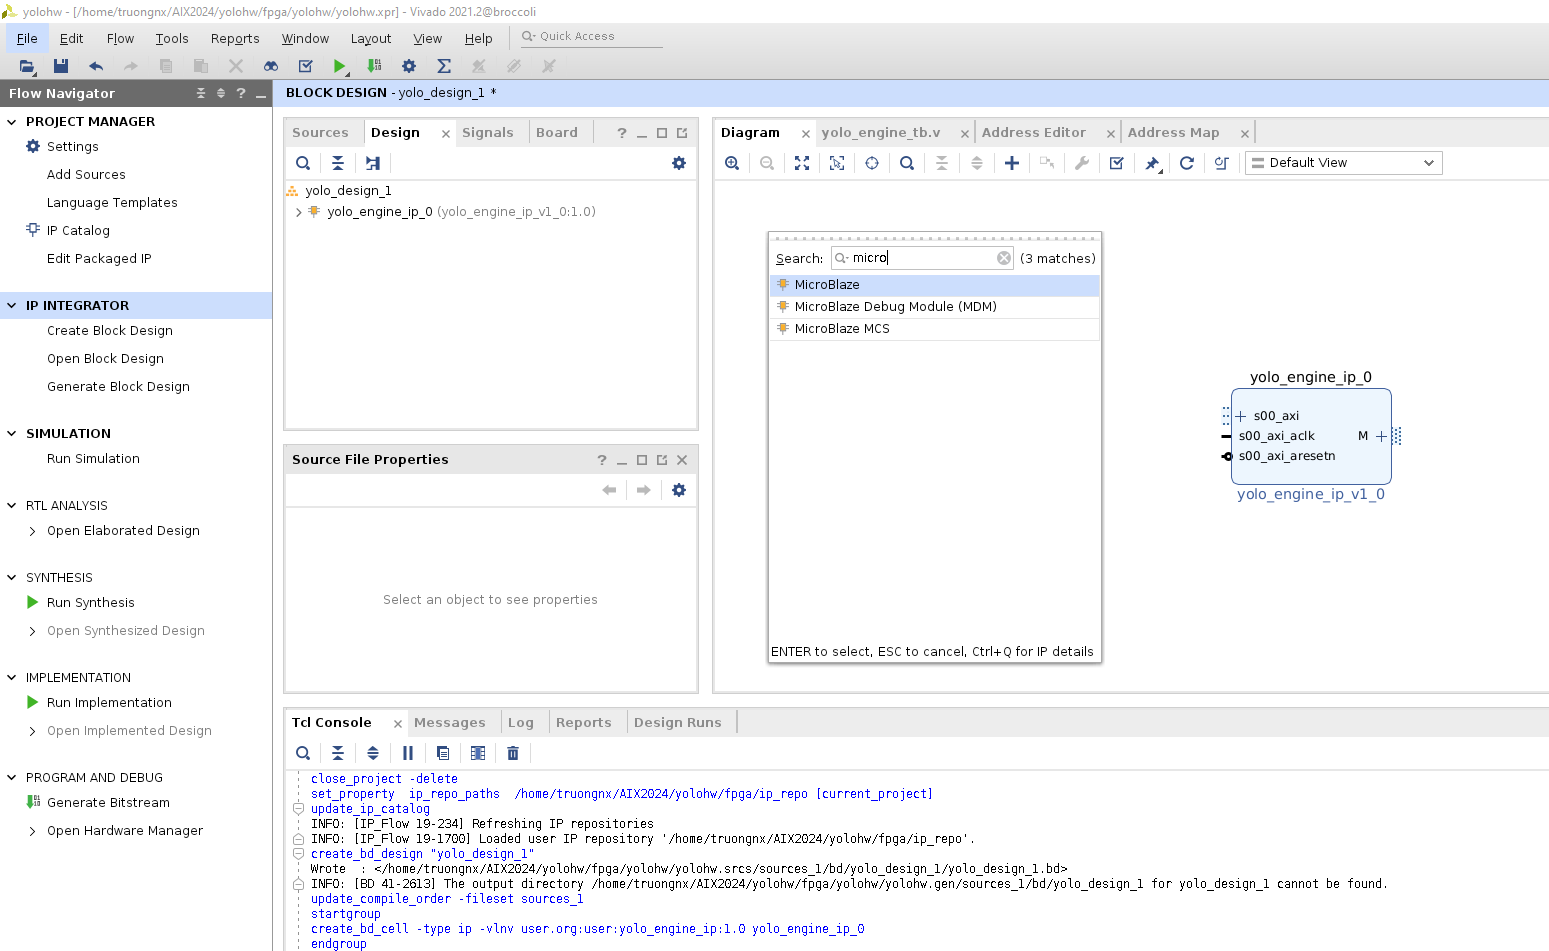 yolohw - [/home/truongnx/AIX2024/yolohw/fpga/yolohw/yolohw.xpr] - Vivado 2021.2@broccoli
File Edit Flow Tools Reports Window Layout View Help Quick Access
Flow Navigator
PROJECT MANAGER
Settings
Add Sources
Language Templates
IP Catalog
Edit Packaged IP
IP INTEGRATOR
Create Block Design
Open Block Design
Generate Block Design
SIMULATION
Run Simulation
RTL ANALYSIS
Open Elaborated Design
SYNTHESIS
Run Synthesis
Open Synthesized Design
IMPLEMENTATION
Run Implementation
Open Implemented Design
PROGRAM AND DEBUG
Generate Bitstream
Open Hardware Manager
BLOCK DESIGN - yolo_design_1 *
Sources Design Signals Board
yolo_design_1
yolo_engine_ip_0 (yolo_engine_ip_v1_0:1.0)
Source File Properties
Select an object to see properties
Diagram yolo_engine_tb.v Address Editor Address Map
Default View
Search: micro (3 matches)
MicroBlaze
MicroBlaze Debug Module (MDM)
MicroBlaze MCS
ENTER to select, ESC to cancel, Ctrl+Q for IP details
yolo_engine_ip_0
s00_axi
s00_axi_aclk M
s00_axi_aresetn
yolo_engine_ip_v1_0
Tcl Console Messages Log Reports Design Runs
close_project -delete
set_property ip_repo_paths /home/truongnx/AIX2024/yolohw/fpga/ip_repo [current_project]
update_ip_catalog
INFO: [IP_Flow 19-234] Refreshing IP repositories
INFO: [IP_Flow 19-1700] Loaded user IP repository '/home/truongnx/AIX2024/yolohw/fpga/ip_repo'.
create_bd_design "yolo_design_1"
Wrote : </home/truongnx/AIX2024/yolohw/fpga/yolohw/yolohw.srcs/sources_1/bd/yolo_design_1/yolo_design_1.bd>
INFO: [BD 41-2613] The output directory /home/truongnx/AIX2024/yolohw/fpga/yolohw/yolohw.gen/sources_1/bd/yolo_design_1 for yolo_design_1 cannot be found.
update_compile_order -fileset sources_1
startgroup
create_bd_cell -type ip -vlnv user.org:user:yolo_engine_ip:1.0 yolo_engine_ip_0
endgroup